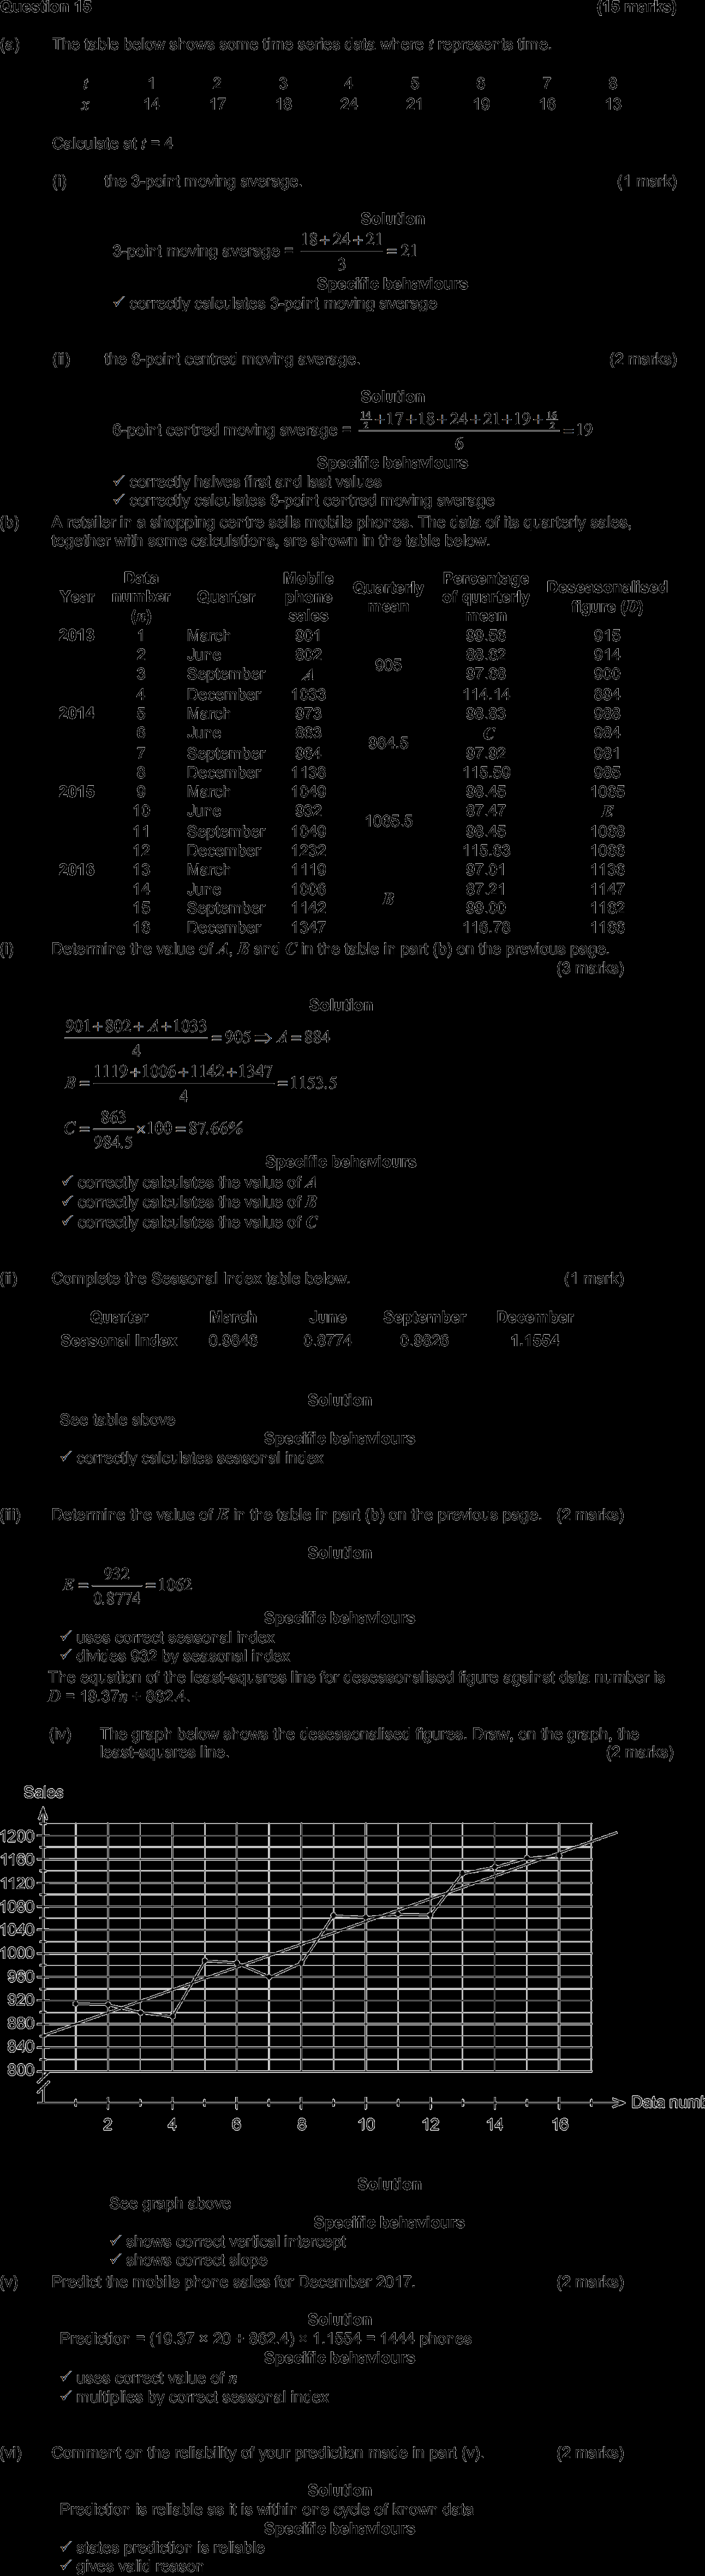 Question 15 (15 marks)
(a) The table below shows some time series data where t represents time.
t 1 2 3 4 5 6 7 8
x 14 17 18 24 21 19 16 13
Calculate at t = 4
(i) the 3-point moving average. (1 mark)
Solution
3-point moving average = (18+24+21)/3 = 21
Specific behaviours
✓ correctly calculates 3-point moving average
(ii) the 6-point centred moving average. (2 marks)
Solution
6-point centred moving average = (14/2+17+18+24+21+19+16/2)/6 = 19
Specific behaviours
✓ correctly halves first and last values
✓ correctly calculates 6-point centred moving average
(b) A retailer in a shopping centre sells mobile phones. The data of its quarterly sales,
together with some calculations, are shown in the table below.
Year Data number (n) Quarter Mobile phone sales Quarterly mean Percentage of quarterly mean Deseasonalised figure (D)
2013 1 March 901 905 99.56 915
2 June 802 88.62 914
3 September A 97.68 900
4 December 1033 114.14 894
2014 5 March 973 984.5 98.83 988
6 June 863 C 984
7 September 964 97.92 981
8 December 1138 115.59 985
2015 9 March 1049 1065.5 98.45 1065
10 June 932 87.47 E
11 September 1049 98.45 1068
12 December 1232 115.63 1066
2016 13 March 1119 B 97.01 1136
14 June 1006 87.21 1147
15 September 1142 99.00 1162
16 December 1347 116.78 1166
(i) Determine the value of A, B and C in the table in part (b) on the previous page.
(3 marks)
Solution
(901+802+A+1033)/4 = 905 ⇒ A = 884
B = (1119+1006+1142+1347)/4 = 1153.5
C = 863/984.5 × 100 = 87.66%
Specific behaviours
✓ correctly calculates the value of A
✓ correctly calculates the value of B
✓ correctly calculates the value of C
(ii) Complete the Seasonal Index table below. (1 mark)
Quarter March June September December
Seasonal Index 0.9846 0.8774 0.9826 1.1554
Solution
See table above
Specific behaviours
✓ correctly calculates seasonal index
(iii) Determine the value of E in the table in part (b) on the previous page. (2 marks)
Solution
E = 932/0.8774 = 1062
Specific behaviours
✓ uses correct seasonal index
✓ divides 932 by seasonal index
The equation of the least-squares line for deseasonalised figure against data number is
D = 19.37n + 862.4.
(iv) The graph below shows the deseasonalised figures. Draw, on the graph, the
least-squares line. (2 marks)
Sales
1200
1160
1120
1080
1040
1000
960
920
880
840
800
2 4 6 8 10 12 14 16
Data numb
Solution
See graph above
Specific behaviours
✓ shows correct vertical intercept
✓ shows correct slope
(v) Predict the mobile phone sales for December 2017. (2 marks)
Solution
Prediction = (19.37 × 20 + 862.4) × 1.1554 = 1444 phones
Specific behaviours
✓ uses correct value of n
✓ multiplies by correct seasonal index
(vi) Comment on the reliability of your prediction made in part (v). (2 marks)
Solution
Prediction is reliable as it is within one cycle of known data
Specific behaviours
✓ states prediction is reliable
✓ gives valid reason